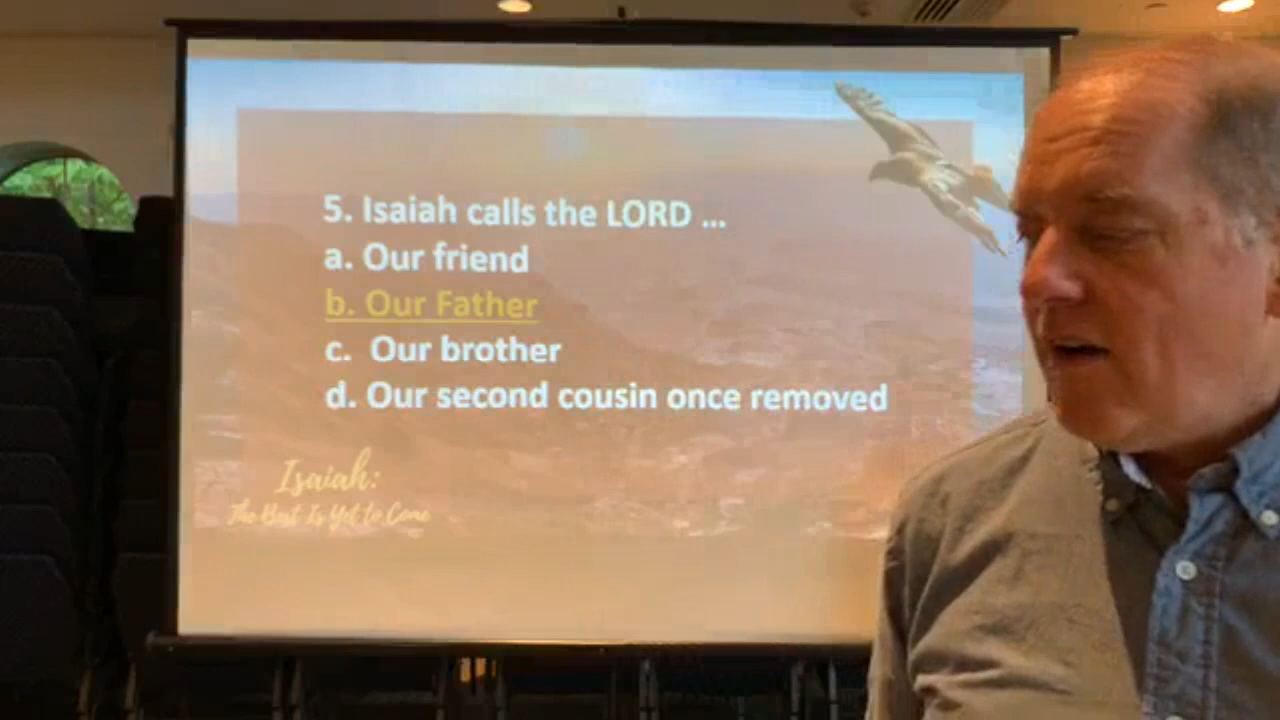 5. Isaiah calls the LORD ...
a. Our friend
b. Our Father
c. Our brother
d. Our second cousin once removed
Isaiah:
The Best Is Yet to Come